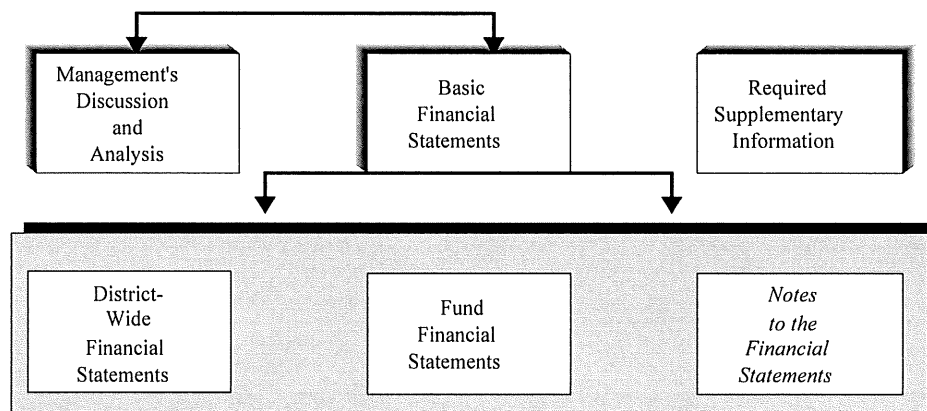 Management's
Discussion
and
Analysis
Basic
Financial
Statements
Required
Supplementary
Information
District-
Wide
Financial
Statements
Fund
Financial
Statements
Notes
to the
Financial
Statements